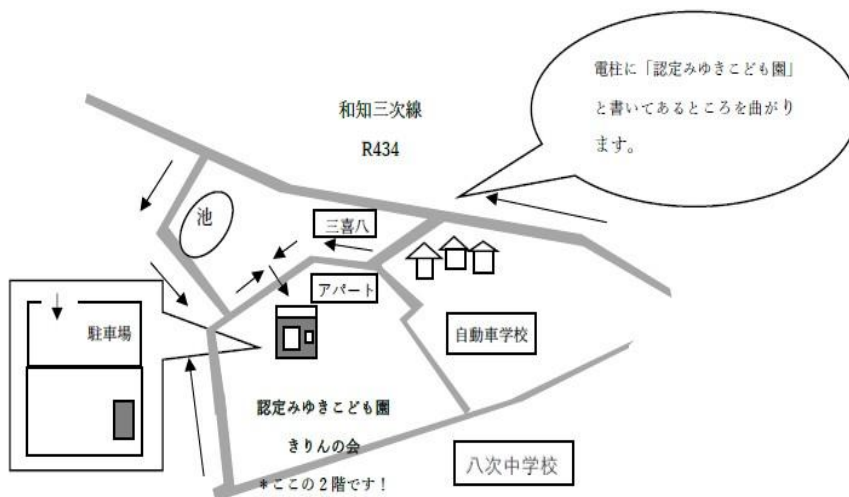 電柱に「認定みゆきこども園」
と書いてあるところを曲がり
ます。
和知三次線
R434
池
三喜八
アパート
駐車場
自動車学校
認定みゆきこども園
きりんの会
*ここの2階です！
八次中学校